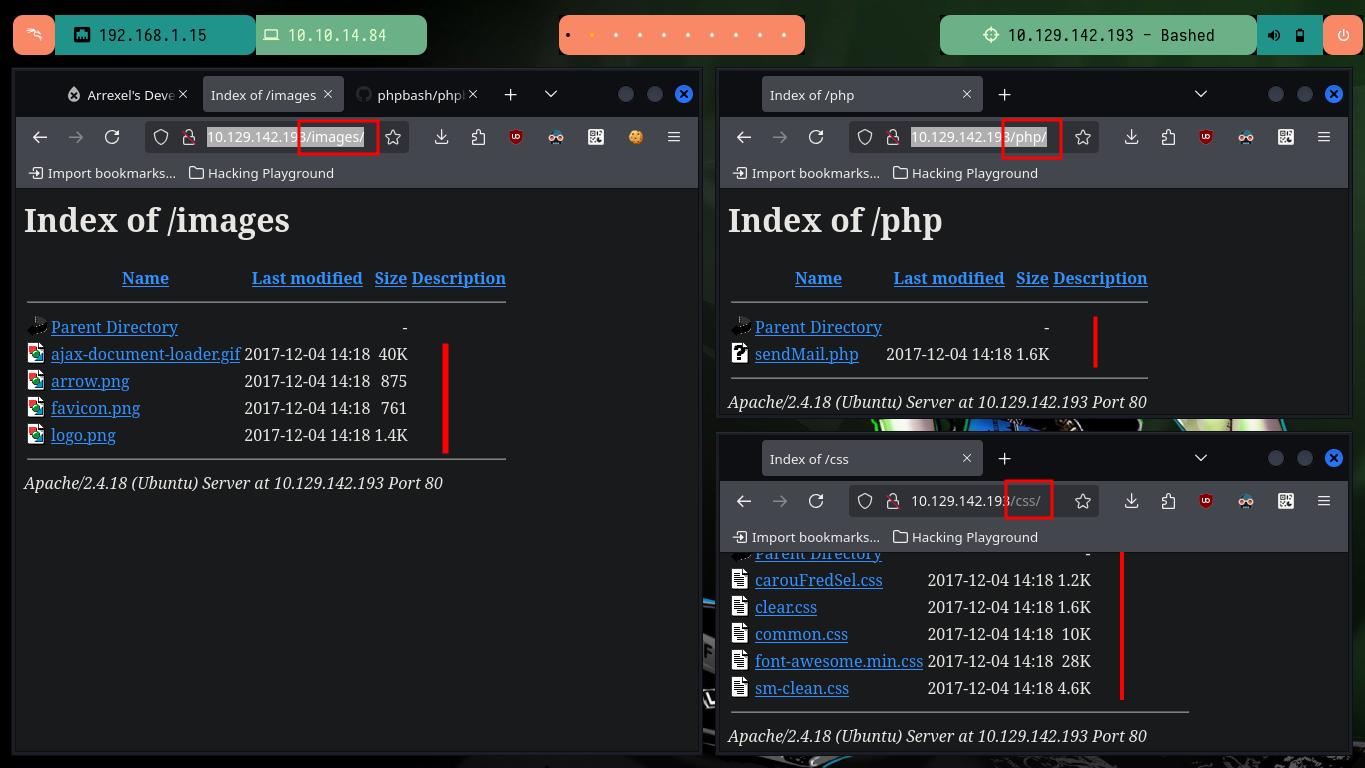 192.168.1.15
10.10.14.84
10.129.142.193 - Bashed
Arrexel's Deve
Index of /images
phpbash/phpl
10.129.142.193/images/
Import bookmarks...
Hacking Playground
Index of /images
Name Last modified Size Description
Parent Directory -
ajax-document-loader.gif 2017-12-04 14:18 40K
arrow.png 2017-12-04 14:18 875
favicon.png 2017-12-04 14:18 761
logo.png 2017-12-04 14:18 1.4K
Apache/2.4.18 (Ubuntu) Server at 10.129.142.193 Port 80
Index of /php
10.129.142.193/php/
Import bookmarks...
Hacking Playground
Index of /php
Name Last modified Size Description
Parent Directory -
sendMail.php 2017-12-04 14:18 1.6K
Apache/2.4.18 (Ubuntu) Server at 10.129.142.193 Port 80
Index of /css
10.129.142.193/css/
Import bookmarks...
Hacking Playground
Parent Directory -
carouFredSel.css 2017-12-04 14:18 1.2K
clear.css 2017-12-04 14:18 1.6K
common.css 2017-12-04 14:18 10K
font-awesome.min.css 2017-12-04 14:18 28K
sm-clean.css 2017-12-04 14:18 4.6K
Apache/2.4.18 (Ubuntu) Server at 10.129.142.193 Port 80